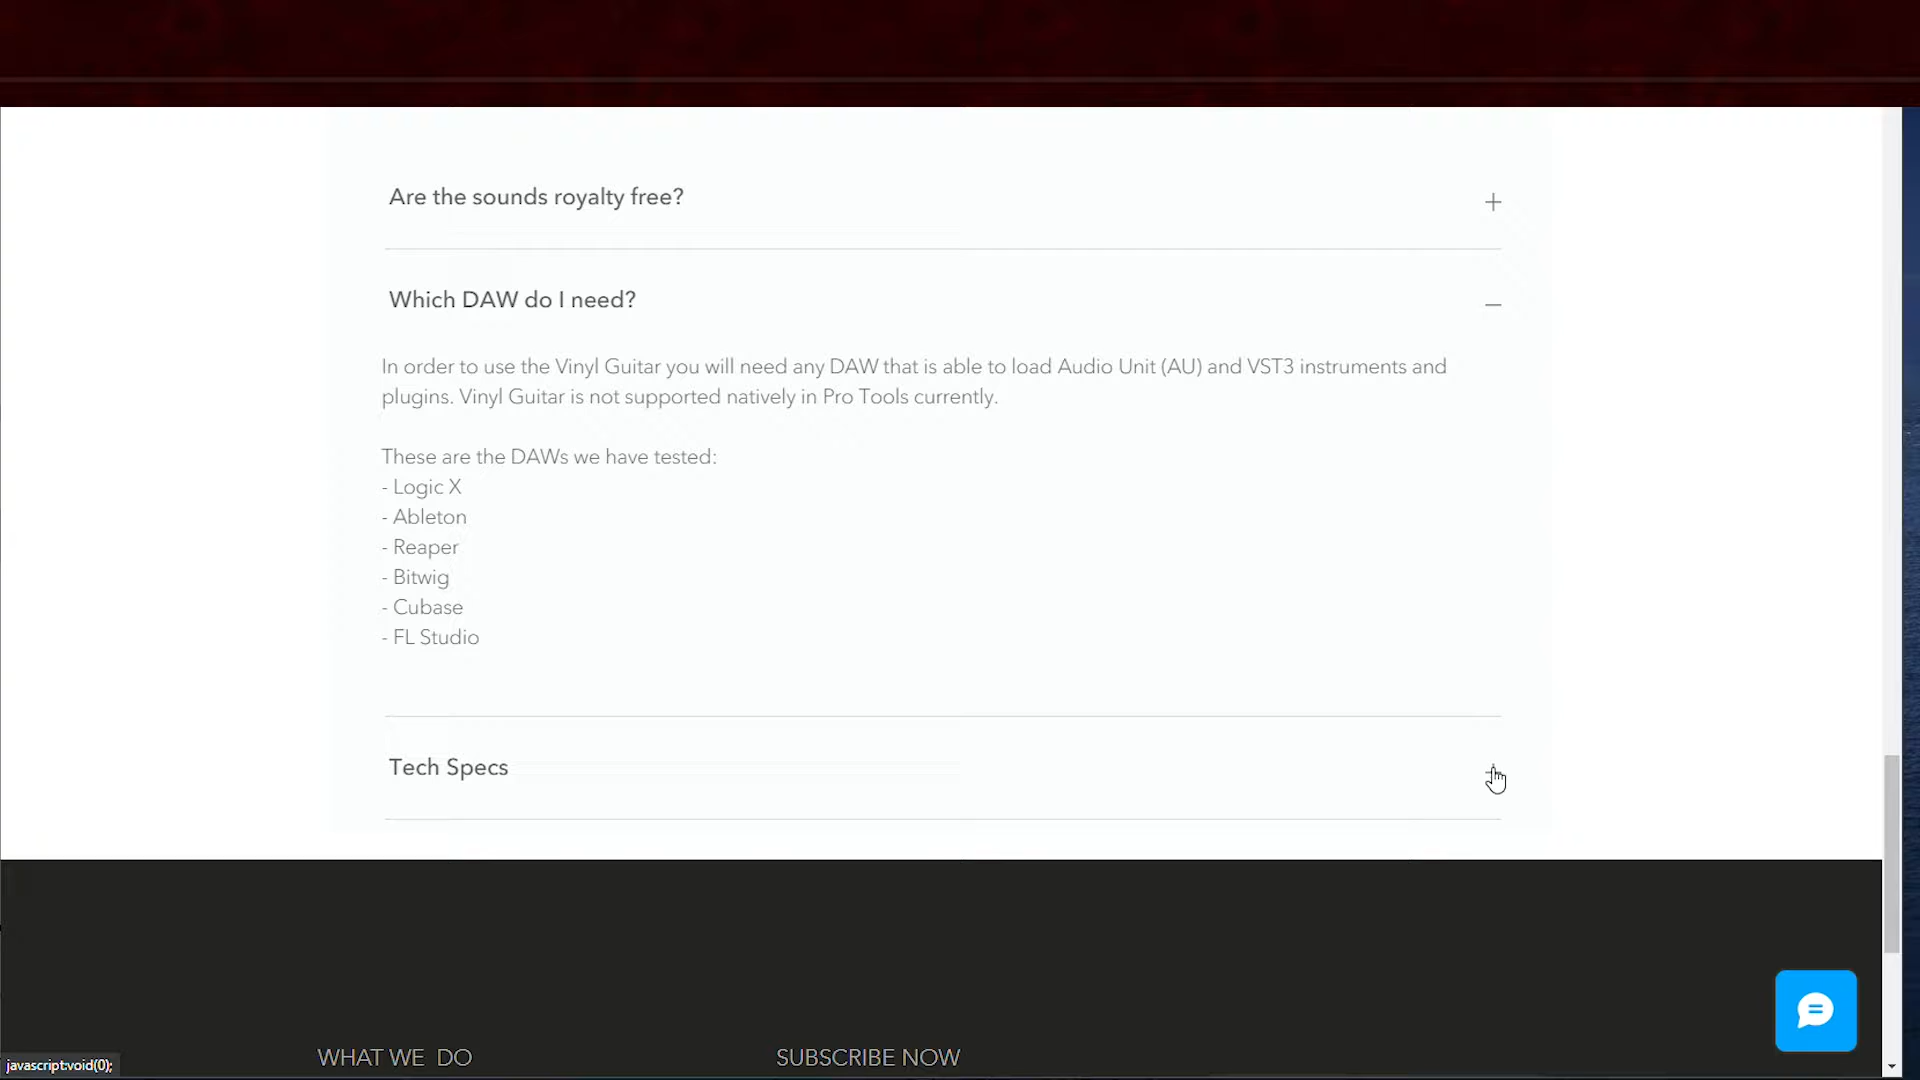 Are the sounds royalty free?
Which DAW do I need?
In order to use the Vinyl Guitar you will need any DAW that is able to load Audio Unit (AU) and VST3 instruments and
plugins. Vinyl Guitar is not supported natively in Pro Tools currently.
These are the DAWs we have tested:
- Logic X
- Ableton
- Reaper
- Bitwig
- Cubase
- FL Studio
Tech Specs
WHAT WE DO
SUBSCRIBE NOW
javascript:void(0);